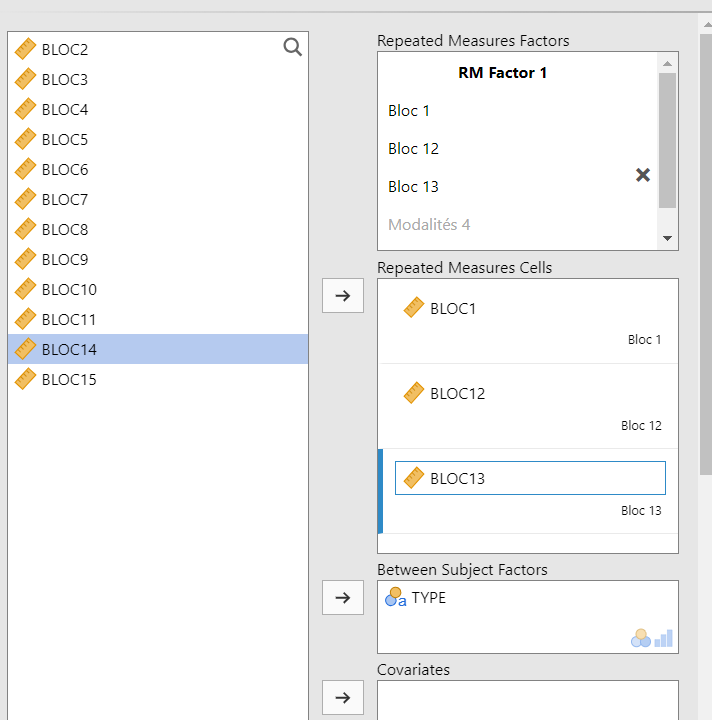 BLOC2
BLOC3
BLOC4
BLOC5
BLOC6
BLOC7
BLOC8
BLOC9
BLOC10
BLOC11
BLOC14
BLOC15
Repeated Measures Factors
RM Factor 1
Bloc 1
Bloc 12
Bloc 13
Modalités 4
Repeated Measures Cells
BLOC1
Bloc 1
BLOC12
Bloc 12
BLOC13
Bloc 13
Between Subject Factors
a TYPE
Covariates